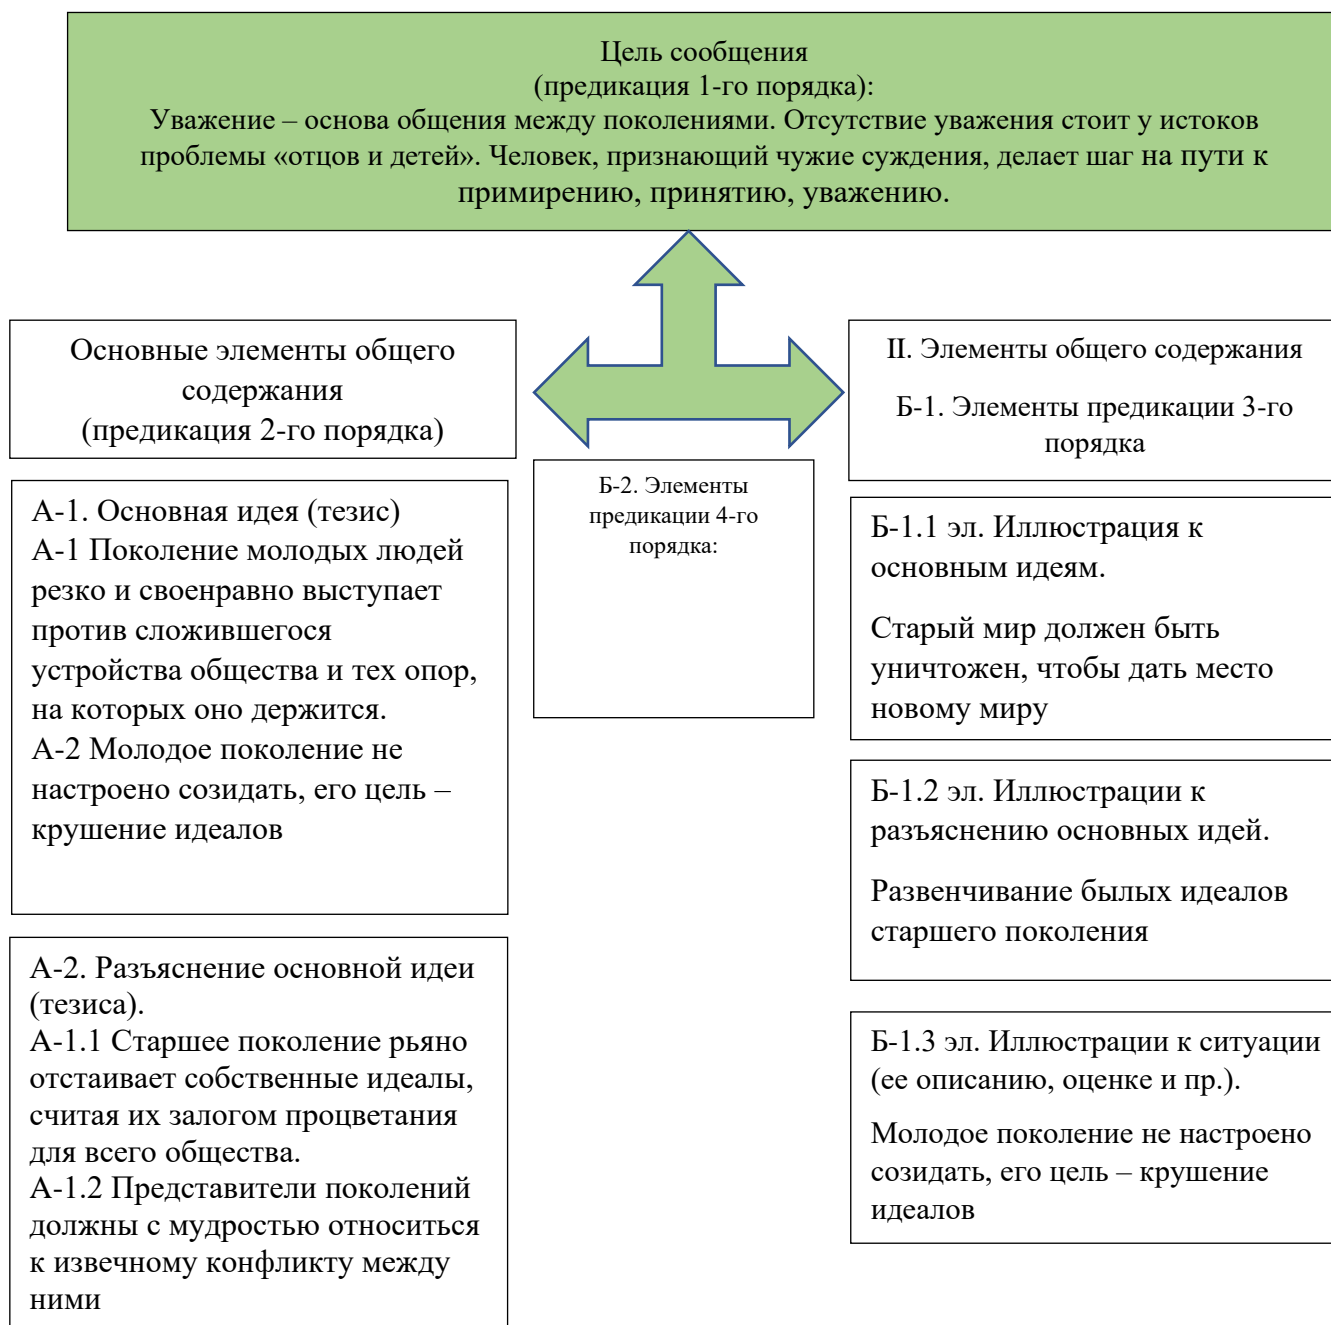 Цель сообщения
(предикация 1-го порядка):
Уважение – основа общения между поколениями. Отсутствие уважения стоит у истоков
проблемы «отцов и детей». Человек, признающий чужие суждения, делает шаг на пути к
примирению, принятию, уважению.
Основные элементы общего
содержания
(предикация 2-го порядка)
А-1. Основная идея (тезис)
А-1 Поколение молодых людей
резко и своенравно выступает
против сложившегося
устройства общества и тех опор,
на которых оно держится.
А-2 Молодое поколение не
настроено созидать, его цель –
крушение идеалов
А-2. Разъяснение основной идеи
(тезиса).
А-1.1 Старшее поколение рьяно
отстаивает собственные идеалы,
считая их залогом процветания
для всего общества.
А-1.2 Представители поколений
должны с мудростью относиться
к извечному конфликту между
ними
Б-2. Элементы
предикации 4-го
порядка:
II. Элементы общего содержания
Б-1. Элементы предикации 3-го
порядка
Б-1.1 эл. Иллюстрация к
основным идеям.
Старый мир должен быть
уничтожен, чтобы дать место
новому миру
Б-1.2 эл. Иллюстрации к
разъяснению основных идей.
Развенчивание былых идеалов
старшего поколения
Б-1.3 эл. Иллюстрации к ситуации
(ее описанию, оценке и пр.).
Молодое поколение не настроено
созидать, его цель – крушение
идеалов